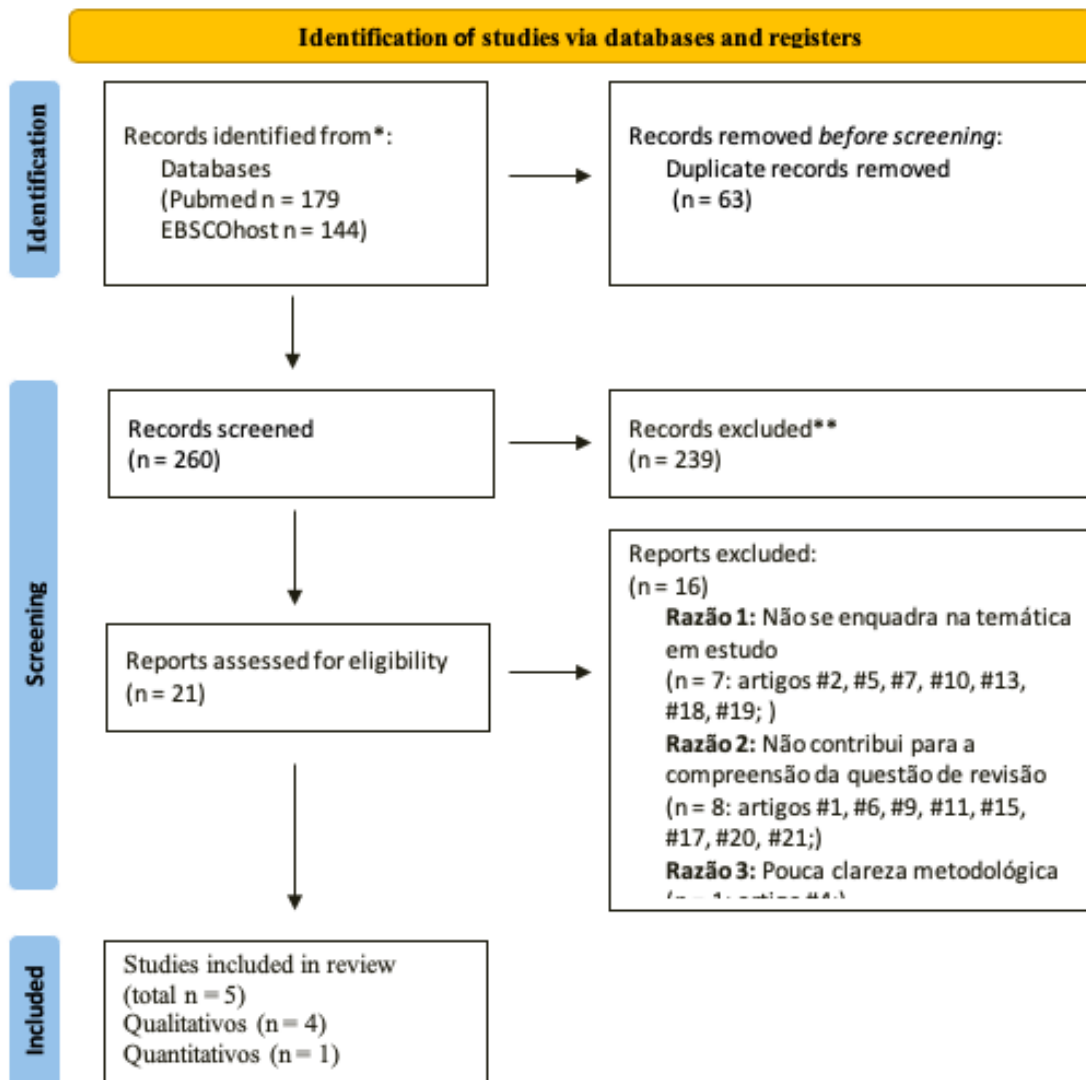 Identification of studies via databases and registers
Identification
Records identified from*:
Databases
(Pubmed n = 179
EBSCOhost n = 144)
Records removed before screening:
Duplicate records removed
(n = 63)
Screening
Records screened
(n = 260)
Records excluded**
(n = 239)
Reports assessed for eligibility
(n = 21)
Reports excluded:
(n = 16)
Razão 1: Não se enquadra na temática
em estudo
(n = 7: artigos #2, #5, #7, #10, #13,
#18, #19; )
Razão 2: Não contribui para a
compreensão da questão de revisão
(n = 8: artigos #1, #6, #9, #11, #15,
#17, #20, #21;)
Razão 3: Pouca clareza metodológica
Included
Studies included in review
(total n = 5)
Qualitativos (n = 4)
Quantitativos (n = 1)